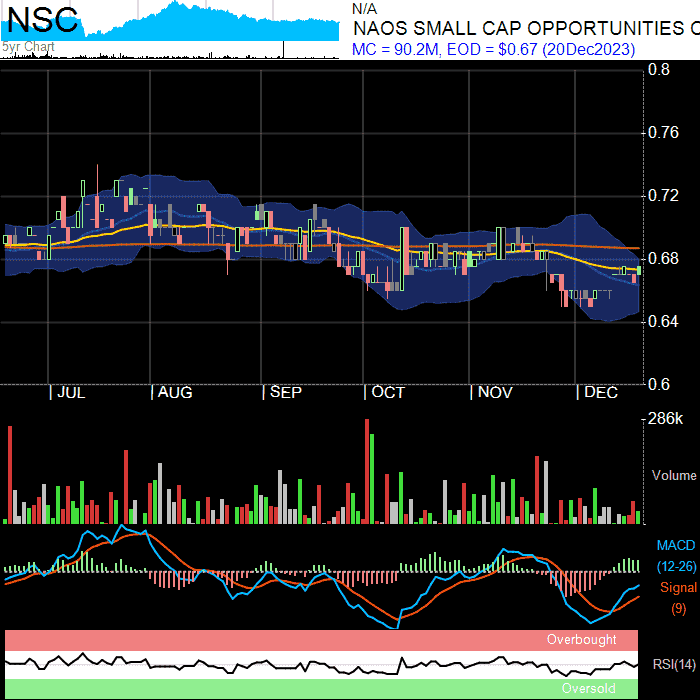 NSC
5yr Chart
N/A
NAOS SMALL CAP OPPORTUNITIES C
MC = 90.2M, EOD = $0.67 (20Dec2023)
0.8
0.76
0.72
0.68
0.64
0.6
JUL AUG SEP OCT NOV DEC
286k
Volume
MACD
(12-26)
Signal
(9)
Overbought
RSI(14)
Oversold